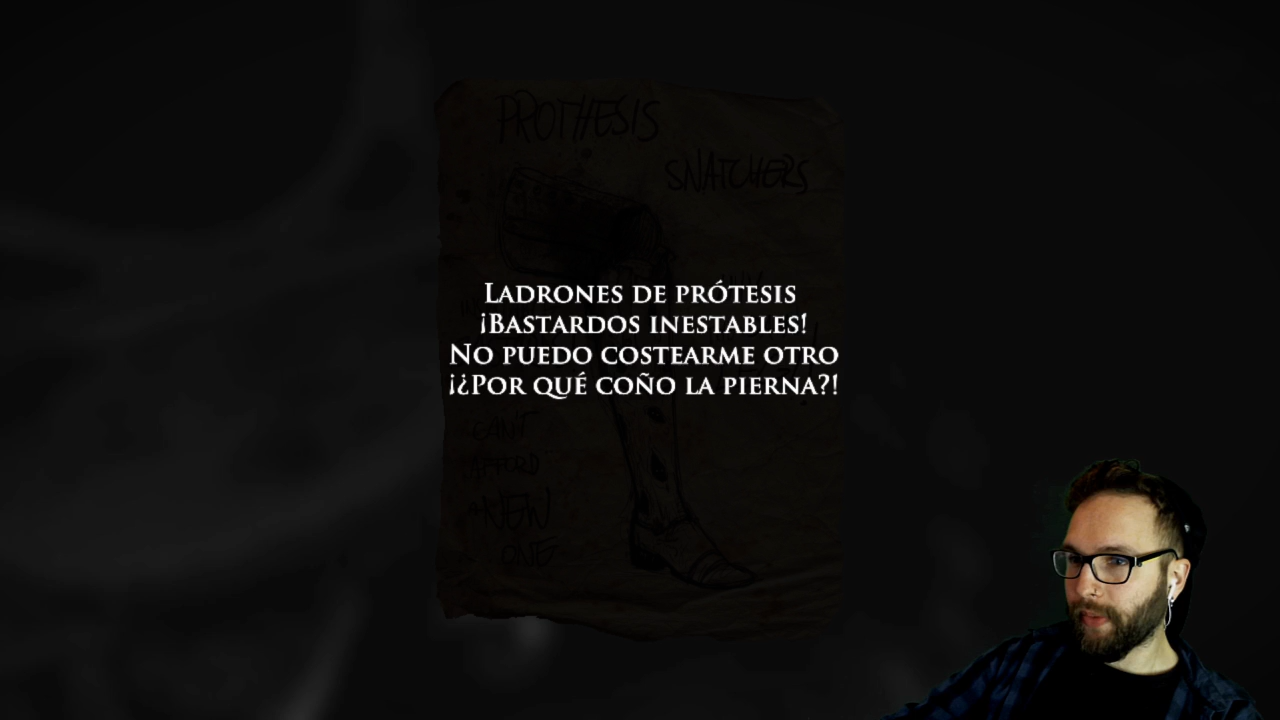 PROTHESIS
SNATCHERS
Ladrones de prótesis
¡Bastardos inestables!
No puedo costearme otro
¡¿Por qué coño la pierna?!
CAN'T
AFFORD
A NEW
ONE